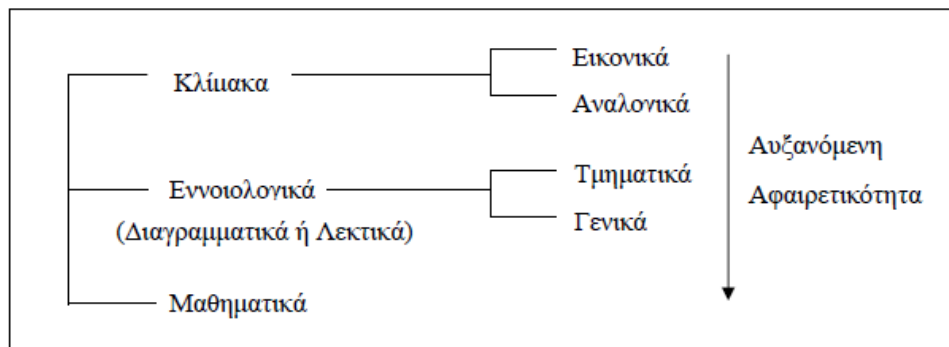 Κλίμακα
Εικονικά
Αναλογικά
Εννοιολογικά
(Διαγραμματικά ή Λεκτικά)
Τμηματικά
Γενικά
Μαθηματικά
Αυξανόμενη
Αφαιρετικότητα